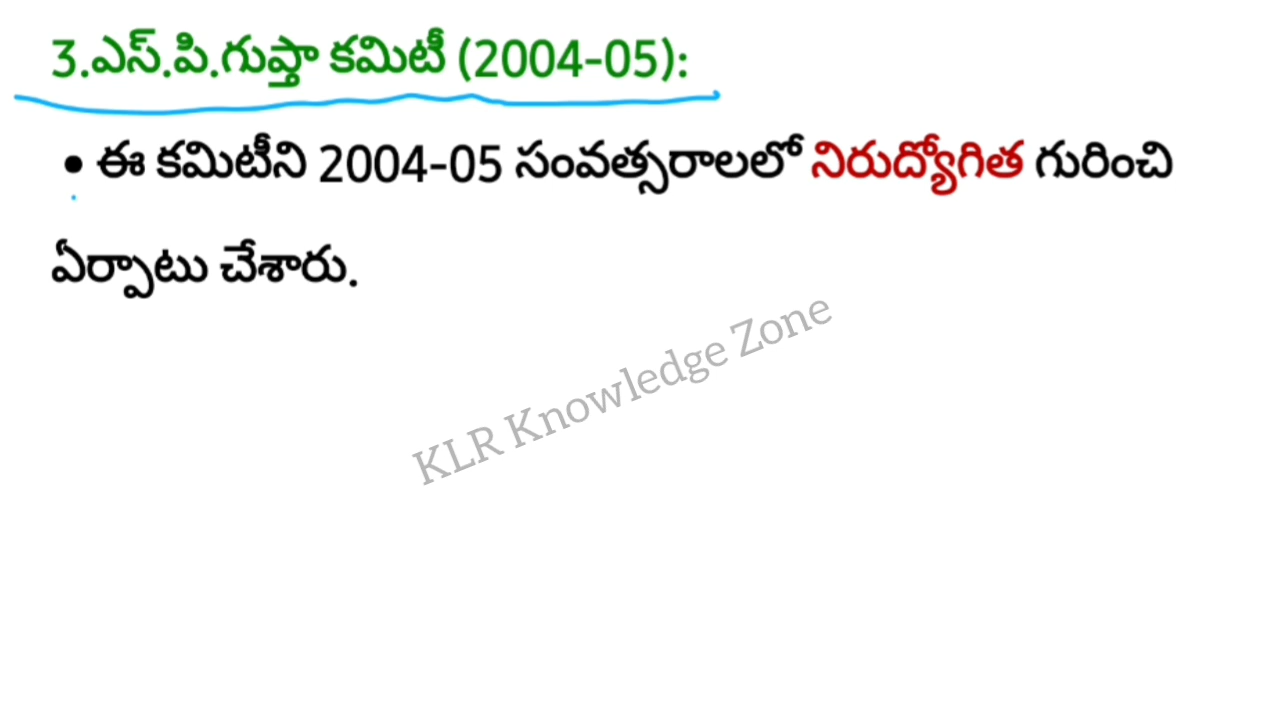 3.ఎస్.పి.గుప్తా కమిటీ (2004-05):
• ఈ కమిటీని 2004-05 సంవత్సరాలలో నిరుద్యోగిత గురించి
ఏర్పాటు చేశారు.
KLR Knowledge Zone